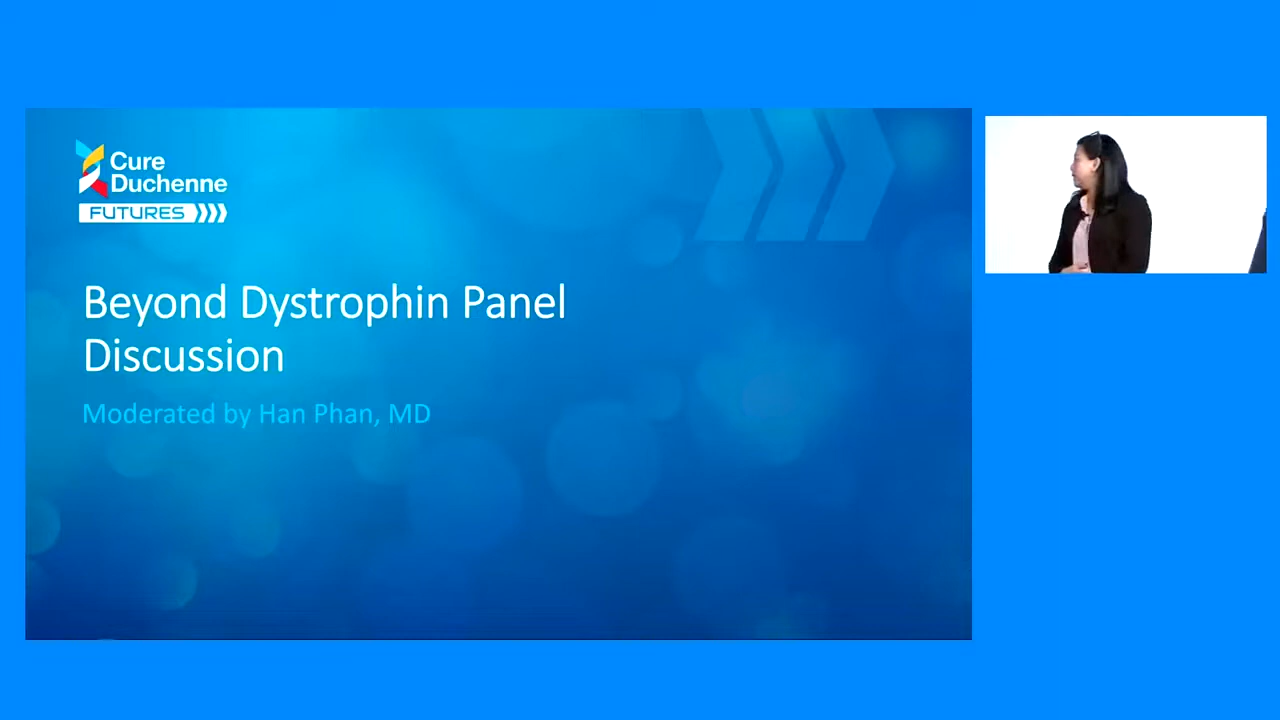 Cure
Duchenne
FUTURES
Beyond Dystrophin Panel
Discussion
Moderated by Han Phan, MD